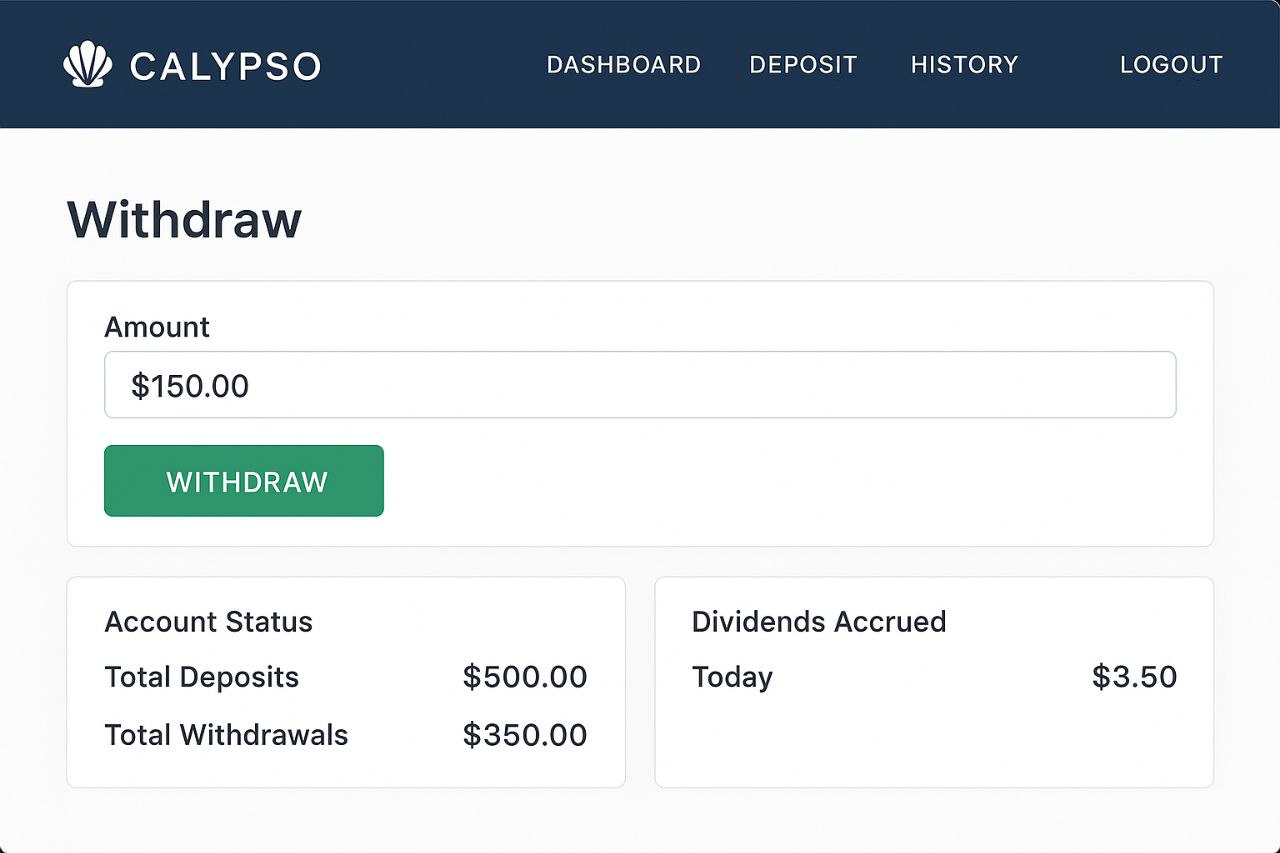 CALYPSO DASHBOARD DEPOSIT HISTORY LOGOUT
Withdraw
Amount
$150.00
WITHDRAW
Account Status
Total Deposits $500.00
Total Withdrawals $350.00
Dividends Accrued
Today $3.50